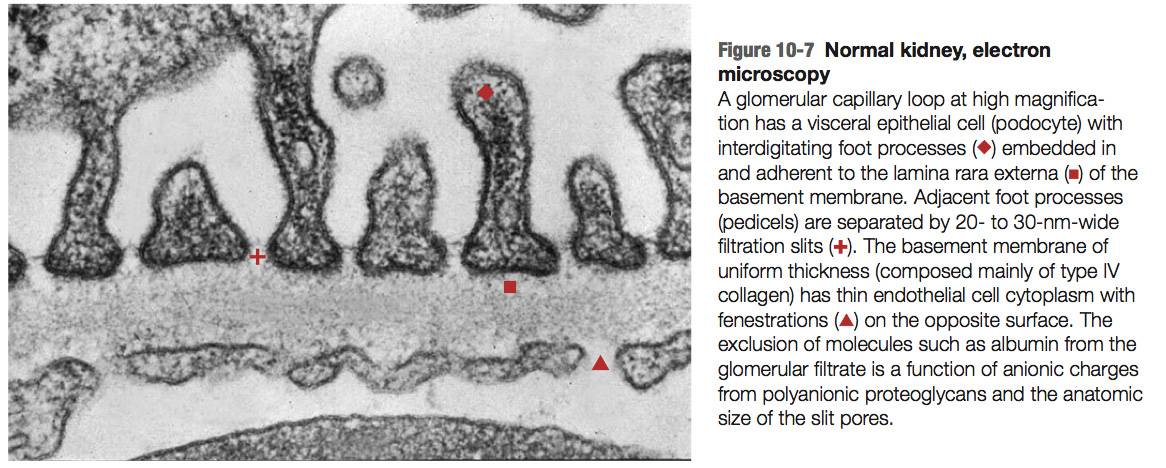 Figure 10-7 Normal kidney, electron
microscopy
A glomerular capillary loop at high magnifica-
tion has a visceral epithelial cell (podocyte) with
interdigitating foot processes (◆) embedded in
and adherent to the lamina rara externa (■) of the
basement membrane. Adjacent foot processes
(pedicels) are separated by 20- to 30-nm-wide
filtration slits (+). The basement membrane of
uniform thickness (composed mainly of type IV
collagen) has thin endothelial cell cytoplasm with
fenestrations (▲) on the opposite surface. The
exclusion of molecules such as albumin from the
glomerular filtrate is a function of anionic charges
from polyanionic proteoglycans and the anatomic
size of the slit pores.